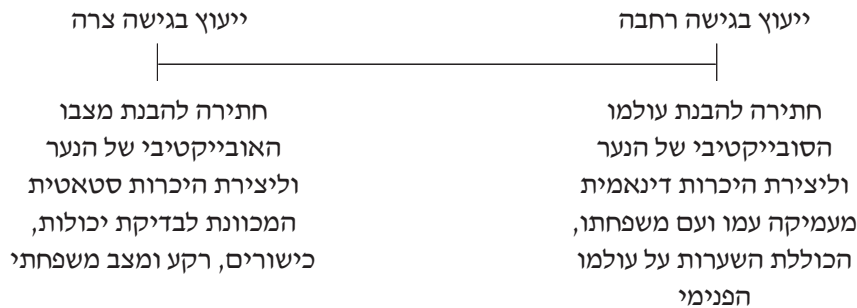 ייעוץ בגישה רחבה
ייעוץ בגישה צרה
חתירה להבנת עולמו
הסובייקטיבי של הנער
וליצירת היכרות דינאמית
מעמיקה עמו ועם משפחתו,
הכוללת השערות על עולמו
הפנימי
חתירה להבנת מצבו
האובייקטיבי של הנער
וליצירת היכרות סטאטית
המכוונת לבדיקת יכולות,
כישורים, רקע ומצב משפחתי